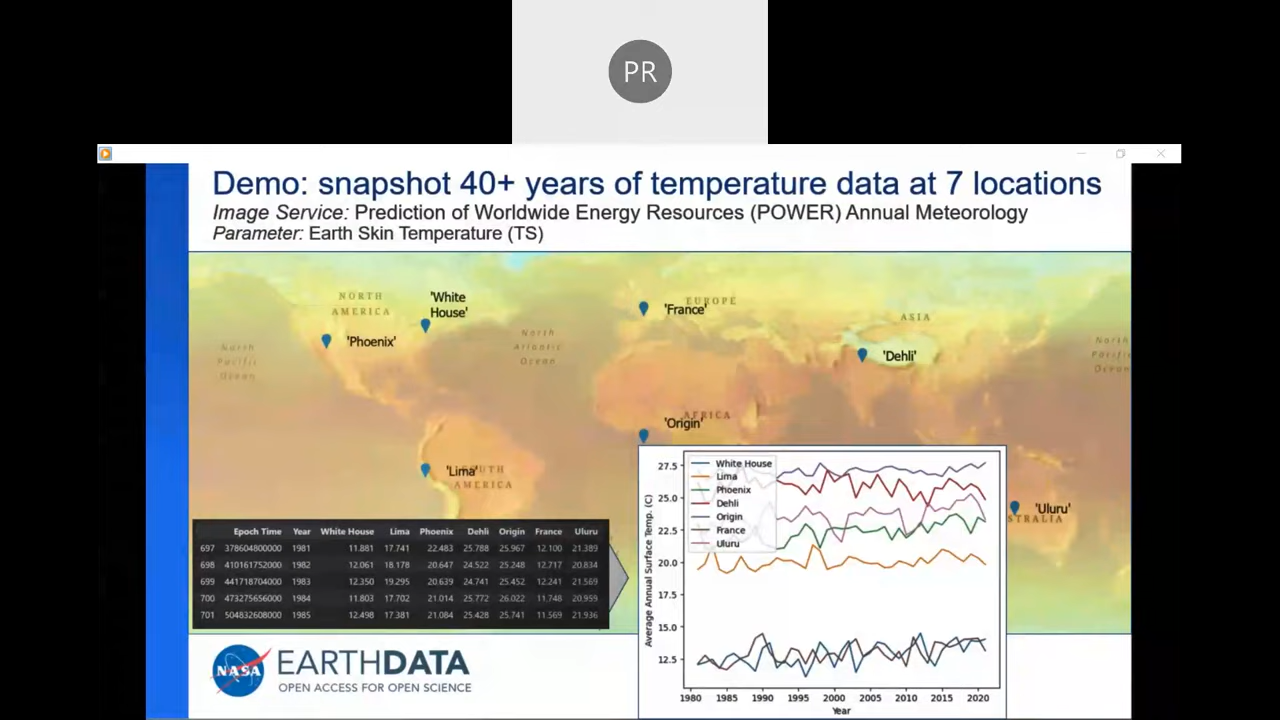 PR
Demo: snapshot 40+ years of temperature data at 7 locations
Image Service: Prediction of Worldwide Energy Resources (POWER) Annual Meteorology
Parameter: Earth Skin Temperature (TS)
NORTH
AMERICA
'White
House'
'Phoenix'
North
Pacific
Ocean
North
Atlantic
Ocean
EUROPE
'France'
ASIA
'Dehli'
North
Pacific
Ocean
AFRICA
'Origin'
'Lima'
SOUTH
AMERICA
'Uluru'
STRALIA
Epoch Time Year White House Lima Phoenix Dehli Origin France Uluru
697 378604800000 1981 11.881 17.741 22.483 25.788 25.967 12.100 21.389
698 410161752000 1982 12.061 18.178 20.647 24.522 25.248 12.717 20.834
699 441718704000 1983 12.350 19.295 20.639 24.741 25.452 12.241 21.569
700 473275656000 1984 11.803 17.702 21.014 25.772 26.022 11.748 20.959
701 504832608000 1985 12.498 17.381 21.084 25.428 25.741 11.569 21.936
White House
Lima
Phoenix
Dehli
Origin
France
Uluru
Average Annual Surface Temp. (C)
27.5
25.0
22.5
20.0
17.5
15.0
12.5
1980 1985 1990 1995 2000 2005 2010 2015 2020
Year
NASA
EARTHDATA
OPEN ACCESS FOR OPEN SCIENCE